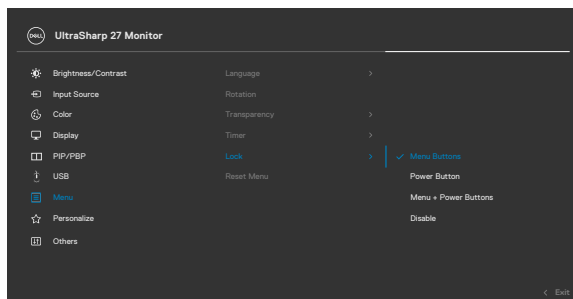 DELL UltraSharp 27 Monitor
Brightness/Contrast
Input Source
Color
Display
PIP/PBP
USB
Menu
Personalize
Others
Language
Rotation
Transparency
Timer
Lock
Reset Menu
Menu Buttons
Power Button
Menu + Power Buttons
Disable
Exit